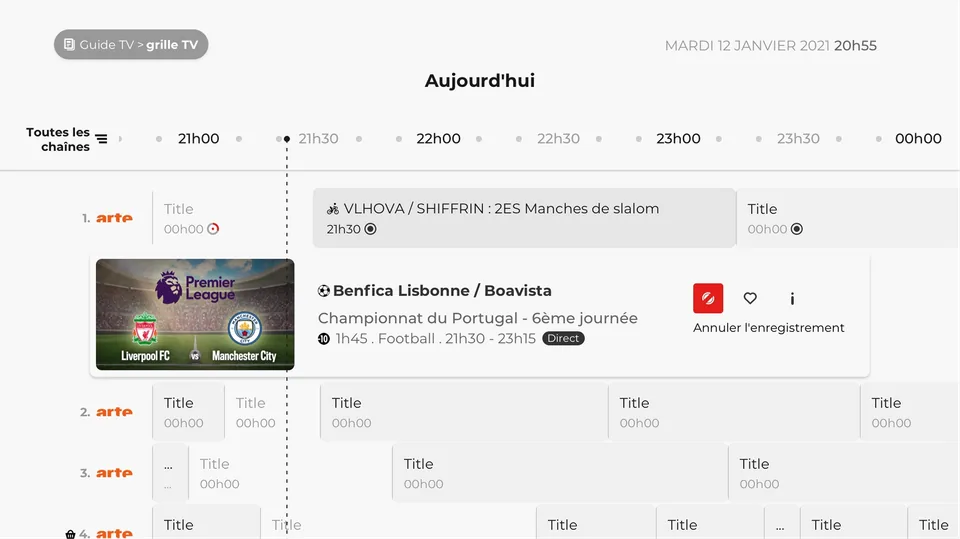 Guide TV > grille TV
MARDI 12 JANVIER 2021 20h55
Aujourd'hui
Toutes les
chaînes
21h00 21h30 22h00 22h30 23h00 23h30 00h00
1. arte
Title
00h00
VLHOVA / SHIFFRIN : 2ES Manches de slalom
21h30
Title
00h00
Premier
League
Liverpool FC VS Manchester City
Benfica Lisbonne / Boavista
Championnat du Portugal - 6ème journée
-10 1h45 . Football . 21h30 - 23h15 Direct
Annuler l'enregistrement
2. arte
Title Title Title Title Title
00h00 00h00 00h00 00h00 00h00
3. arte
... Title Title Title
... 00h00 00h00 00h00
4. arte
Title Title Title Title ... Title Title